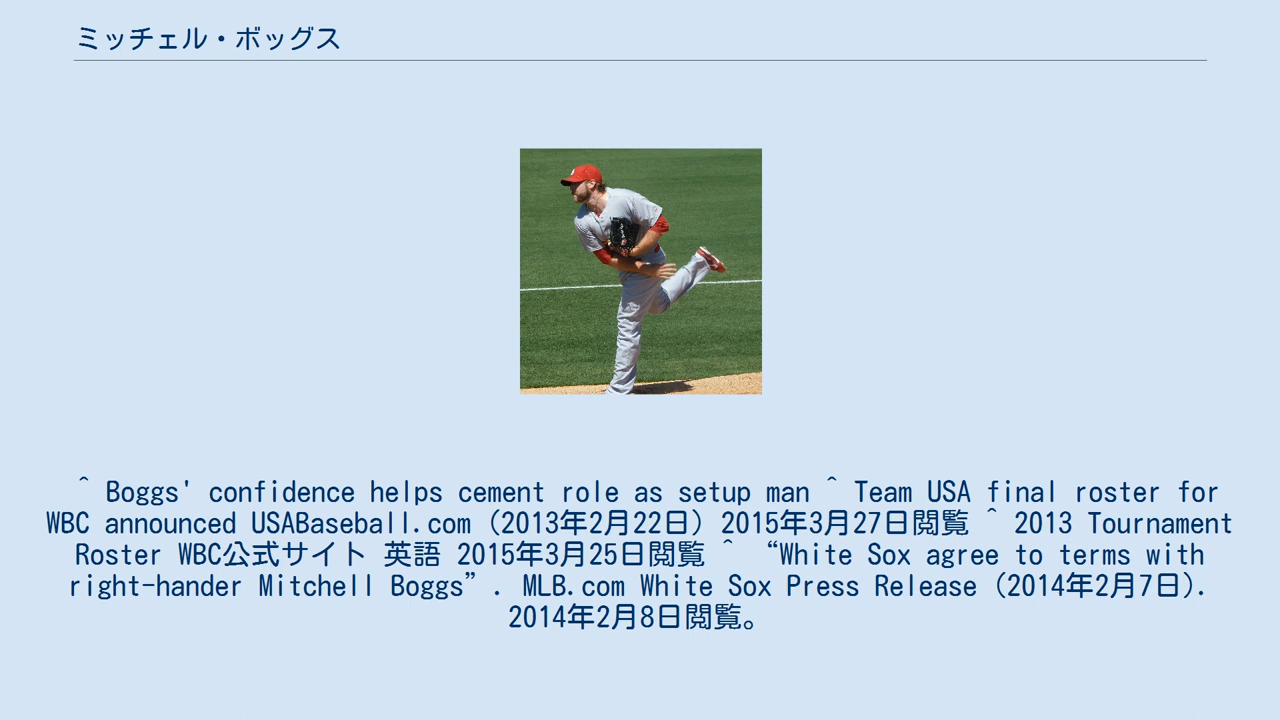 ミッチェル・ボッグス
^ Boggs' confidence helps cement role as setup man ^ Team USA final roster for
WBC announced USABaseball.com (2013年2月22日) 2015年3月27日閲覧 ^ 2013 Tournament
Roster WBC公式サイト 英語 2015年3月25日閲覧 ^ “White Sox agree to terms with
right-hander Mitchell Boggs”. MLB.com White Sox Press Release (2014年2月7日).
2014年2月8日閲覧。